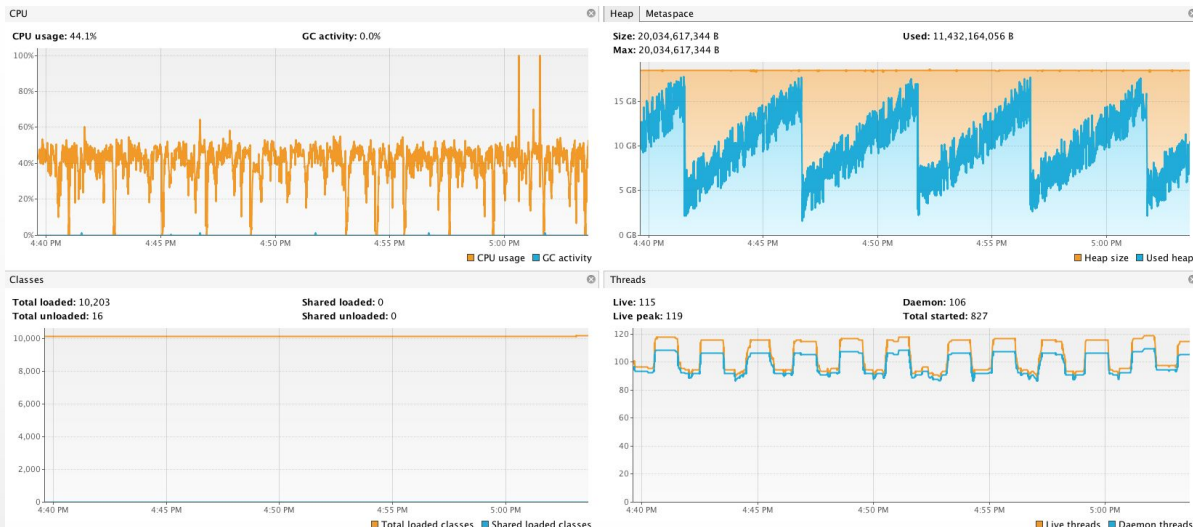 CPU
CPU usage: 44.1%
GC activity: 0.0%
100%
80%
60%
40%
20%
0%
4:40 PM
4:45 PM
4:50 PM
4:55 PM
5:00 PM
CPU usage
GC activity
Heap
Metaspace
Size: 20,034,617,344 B
Used: 11,432,164,056 B
Max: 20,034,617,344 B
15 GB
10 GB
5 GB
0 GB
4:40 PM
4:45 PM
4:50 PM
4:55 PM
5:00 PM
Heap size
Used heap
Classes
Total loaded: 10,203
Shared loaded: 0
Total unloaded: 16
Shared unloaded: 0
10,000
8,000
6,000
4,000
2,000
0
4:40 PM
4:45 PM
4:50 PM
4:55 PM
5:00 PM
Total loaded classes
Shared loaded classes
Threads
Live: 115
Daemon: 106
Live peak: 119
Total started: 827
120
100
80
60
40
20
0
4:40 PM
4:45 PM
4:50 PM
4:55 PM
5:00 PM
Live threads
Daemon threads